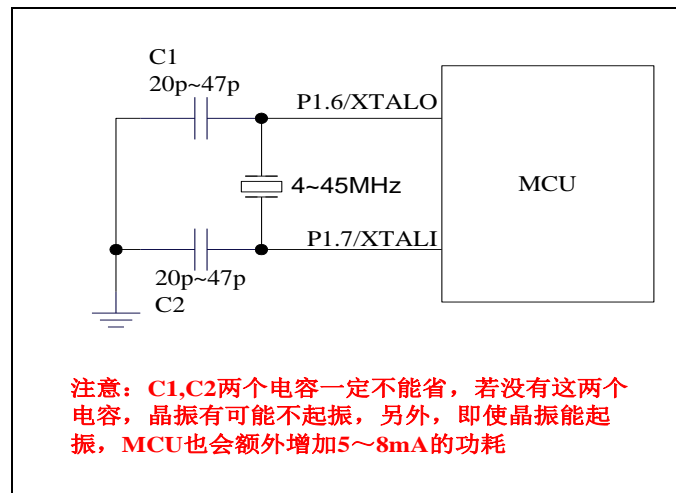 C1
20p~47p
P1.6/XTALO
4~45MHz
MCU
P1.7/XTALI
20p~47p
C2
注意：C1,C2两个电容一定不能省，若没有这两个
电容，晶振有可能不起振，另外，即使晶振能起
振，MCU也会额外增加5～8mA的功耗